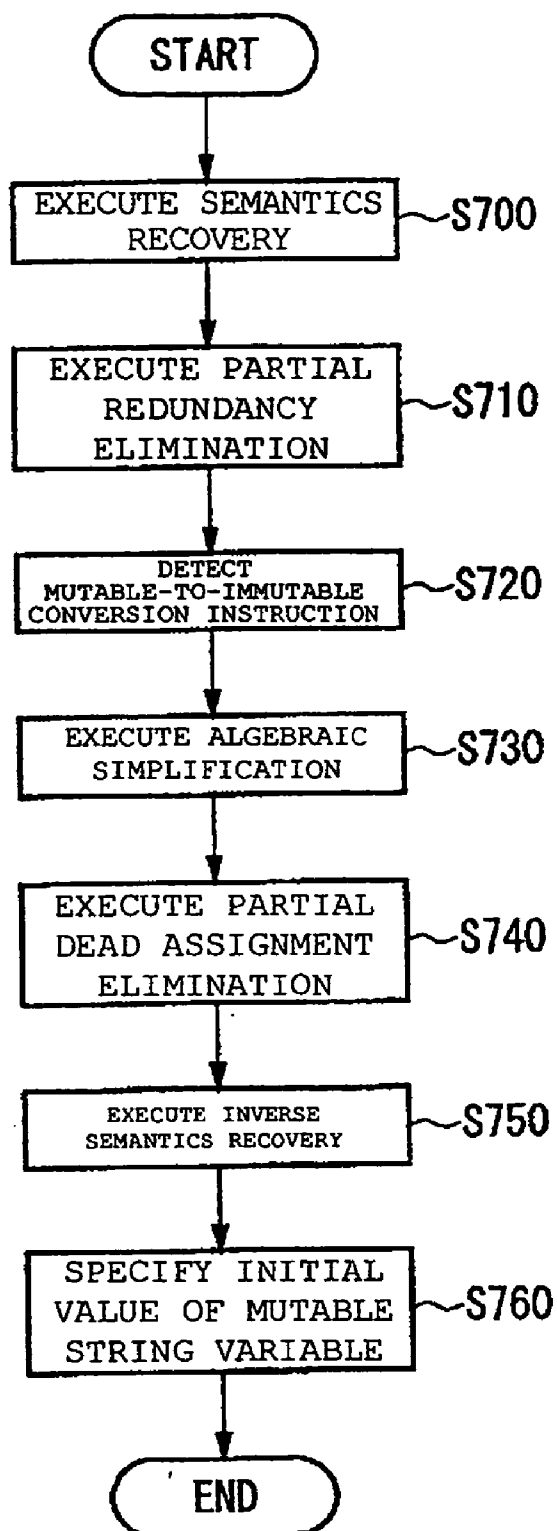 START
EXECUTE SEMANTICS
RECOVERY
S700
EXECUTE PARTIAL
REDUNDANCY
ELIMINATION
S710
DETECT
MUTABLE-TO-IMMUTABLE
CONVERSION INSTRUCTION
S720
EXECUTE ALGEBRAIC
SIMPLIFICATION
S730
EXECUTE PARTIAL
DEAD ASSIGNMENT
ELIMINATION
S740
EXECUTE INVERSE
SEMANTICS RECOVERY
S750
SPECIFY INITIAL
VALUE OF MUTABLE
STRING VARIABLE
S760
END